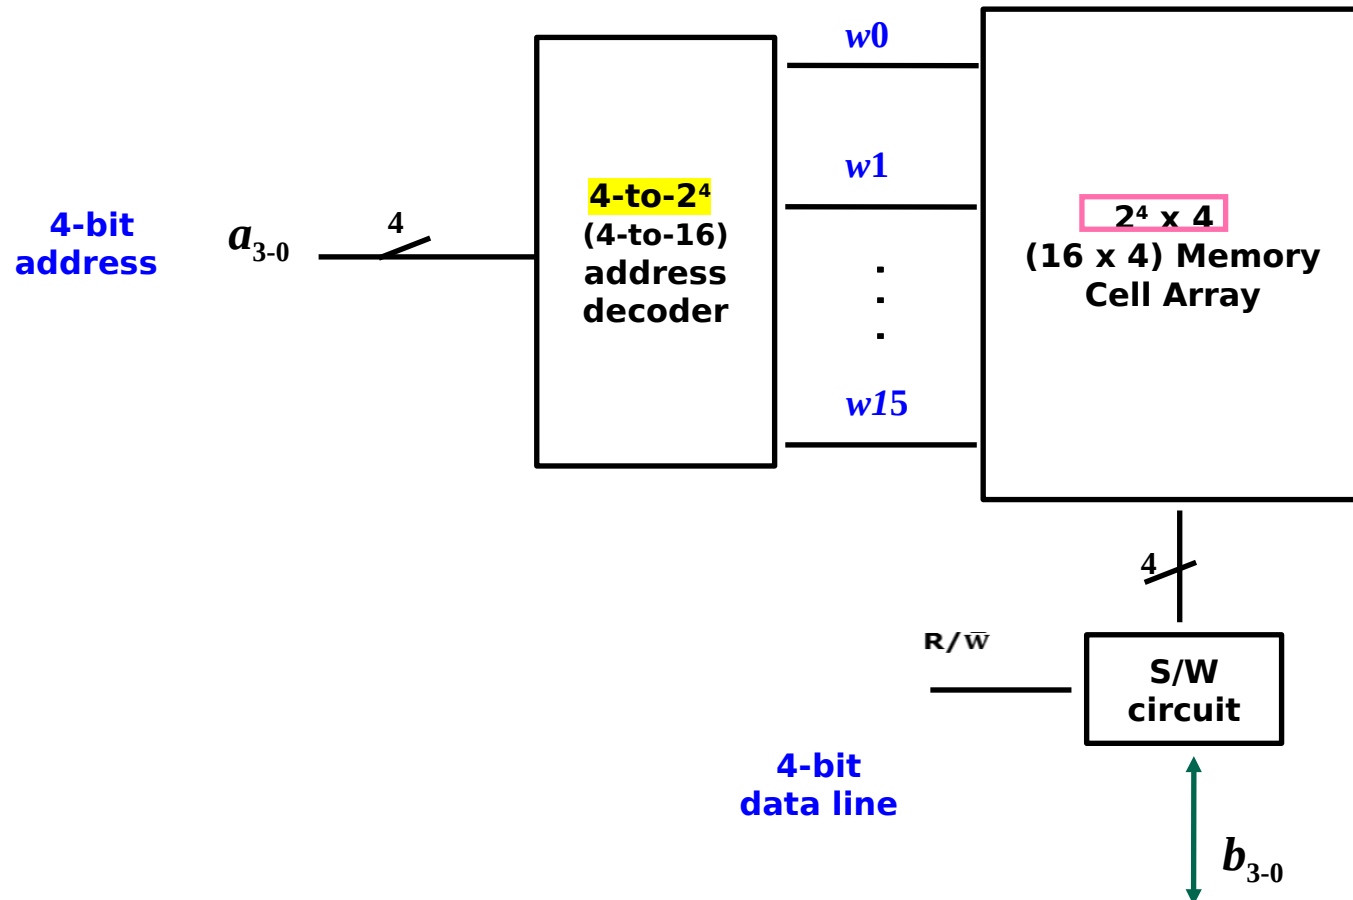 w0
w1
4-to-2⁴
(4-to-16)
address
decoder
2⁴ x 4
(16 x 4) Memory
Cell Array
4-bit
address
a3-0
4
w15
4
R/w̅
S/W
circuit
4-bit
data line
b3-0